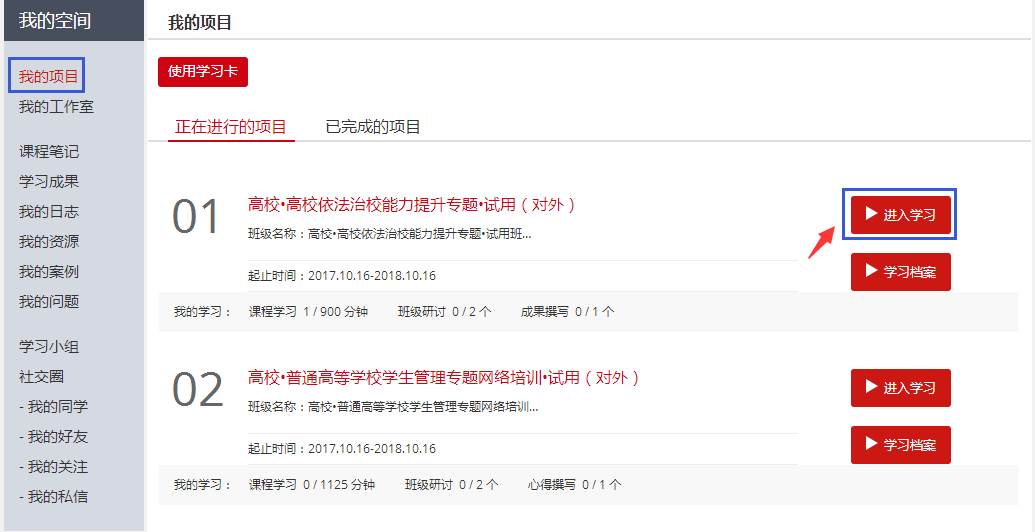 我的空间
我的项目
我的工作室
课程笔记
学习成果
我的日志
我的资源
我的案例
我的问题
学习小组
社交圈
- 我的同学
- 我的好友
- 我的关注
- 我的私信
我的项目
使用学习卡
正在进行的项目 已完成的项目
01
高校•高校依法治校能力提升专题•试用（对外）
班级名称：高校•高校依法治校能力提升专题•试用班...
进入学习
起止时间：2017.10.16-2018.10.16
学习档案
我的学习： 课程学习 1 / 900 分钟 班级研讨 0 / 2 个 成果撰写 0 / 1 个
02
高校•普通高等学校学生管理专题网络培训•试用（对外）
班级名称：高校•普通高等学校学生管理专题网络培训...
进入学习
起止时间：2017.10.16-2018.10.16
学习档案
我的学习： 课程学习 0 / 1125 分钟 班级研讨 0 / 2 个 心得撰写 0 / 1 个